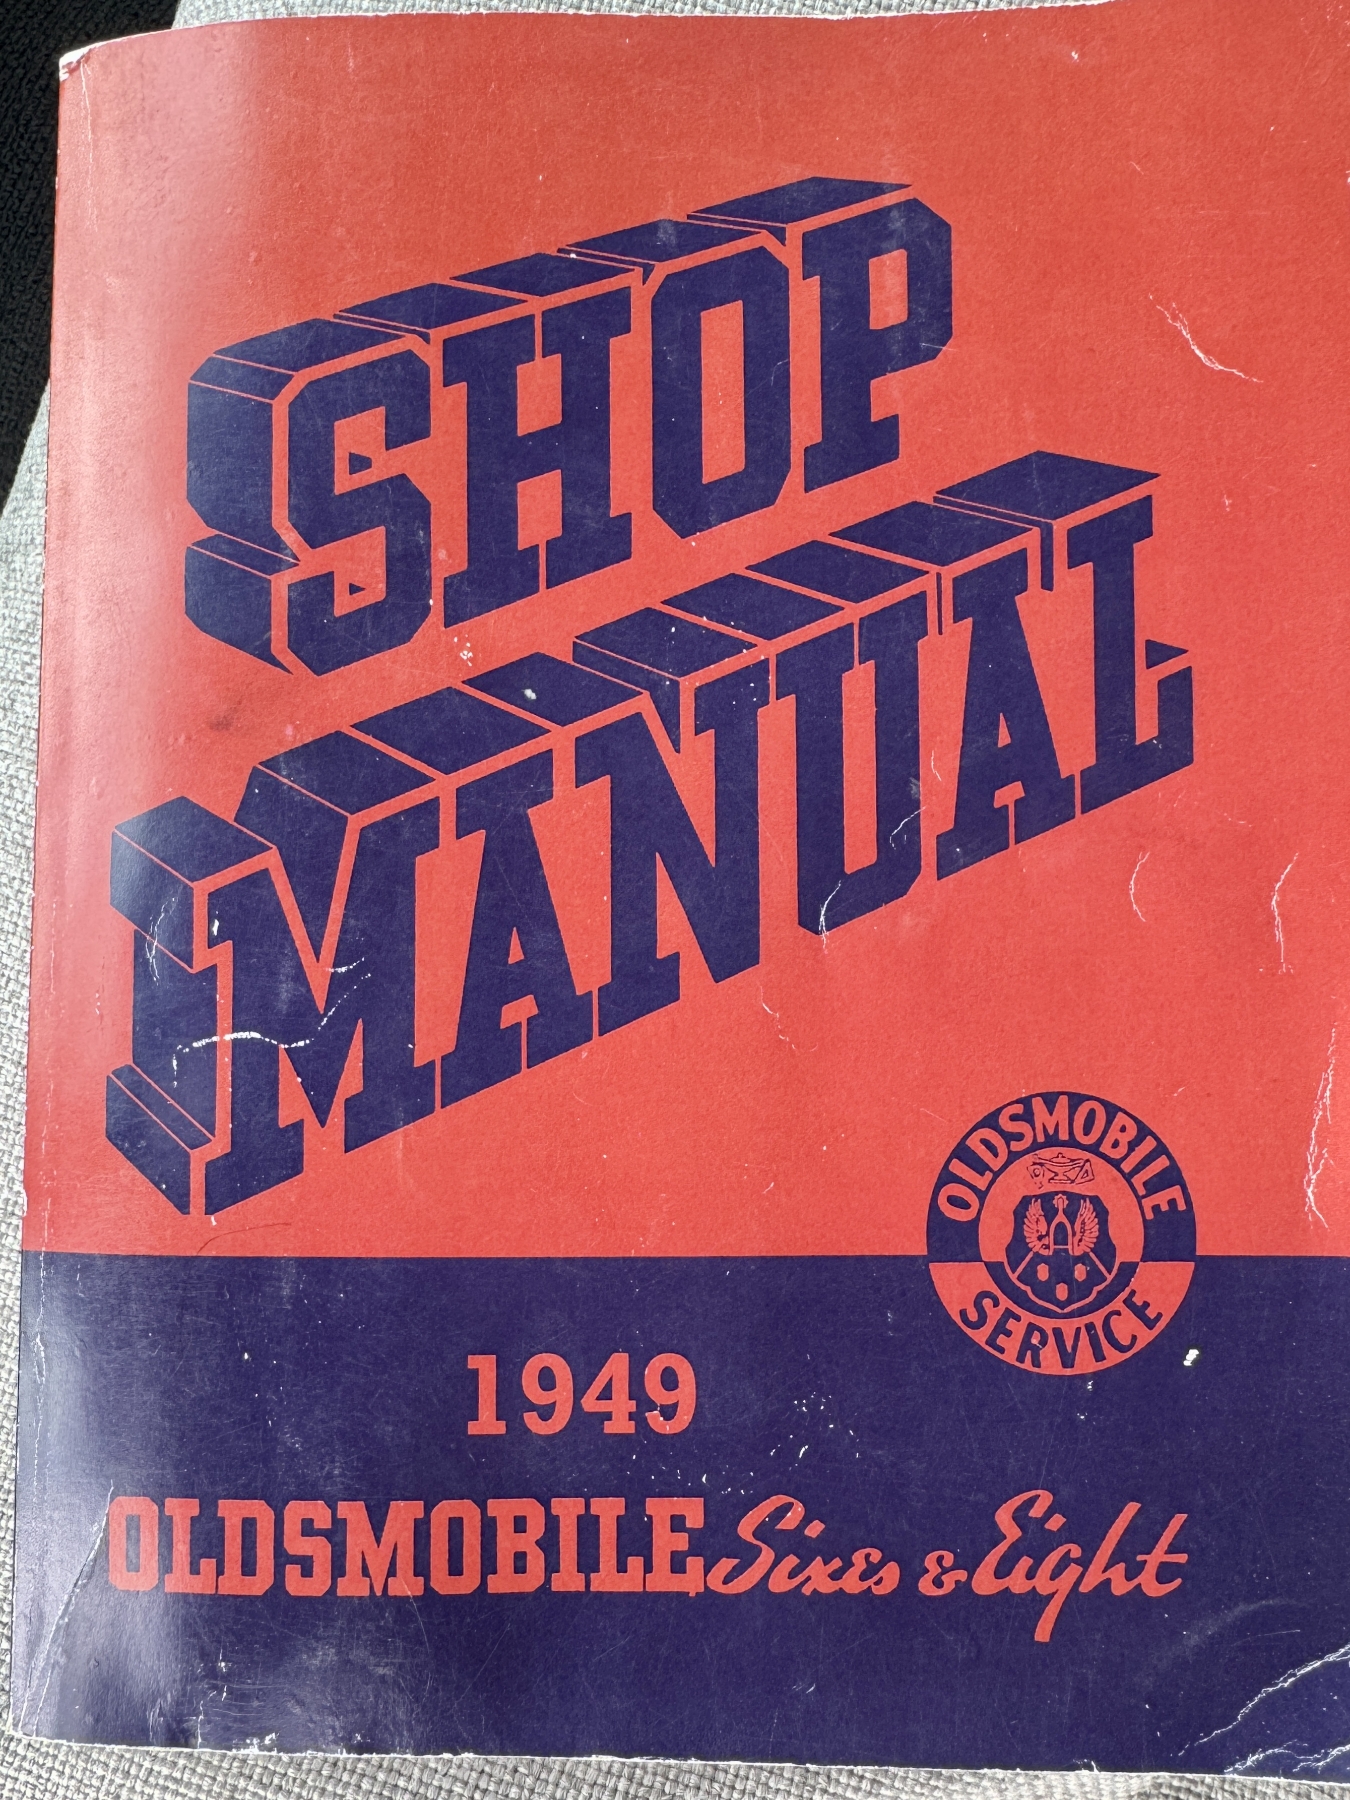 SHOP
MANUAL
OLDSMOBILE
SERVICE
1949
OLDSMOBILE Sixes & Eight